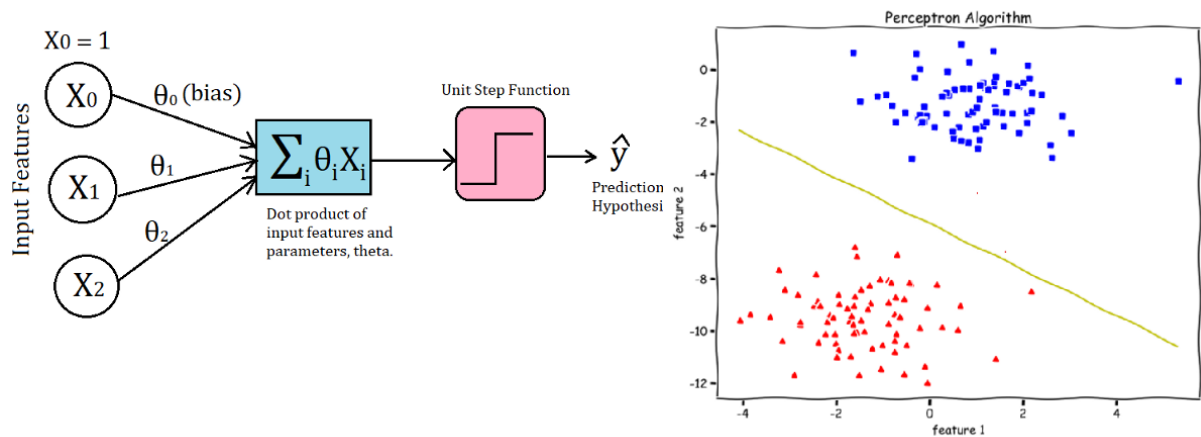 X0 = 1
X0
θ0 (bias)
Input Features
X1
θ1
X2
θ2
∑i θi Xi
Dot product of
input features and
parameters, theta.
Unit Step Function
ŷ
Prediction
Hypothesi
Perceptron Algorithm
feature 2
0
-2
-4
-6
-8
-10
-12
-4
-2
0
2
4
feature 1